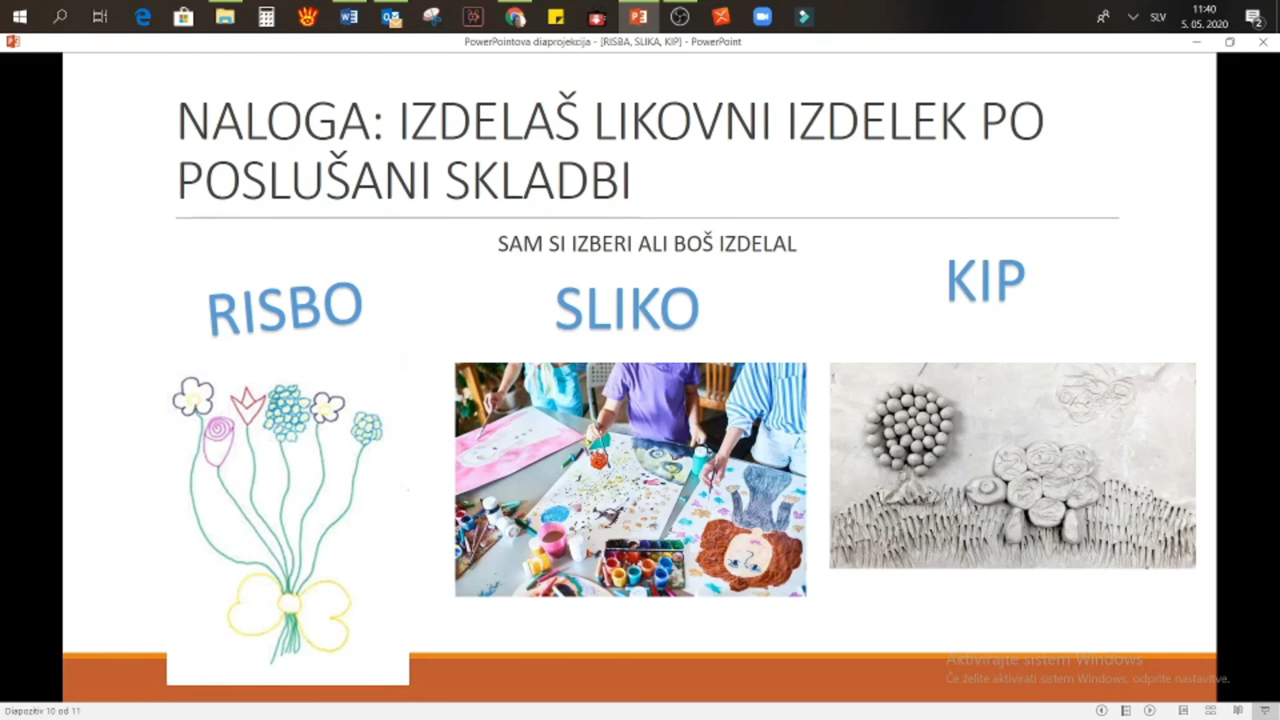 11:40
SLV
5. 05. 2020
2
PowerPointova diaprojekcija - [RISBA, SLIKA, KIP] - PowerPoint
NALOGA: IZDELAŠ LIKOVNI IZDELEK PO
POSLUŠANI SKLADBI
SAM SI IZBERI ALI BOŠ IZDELAL
RISBO
SLIKO
KIP
Aktivirajte sistem Windows
Če želite aktivirati sistem Windows, odprite nastavitve.
Diapozitiv 10 od 11